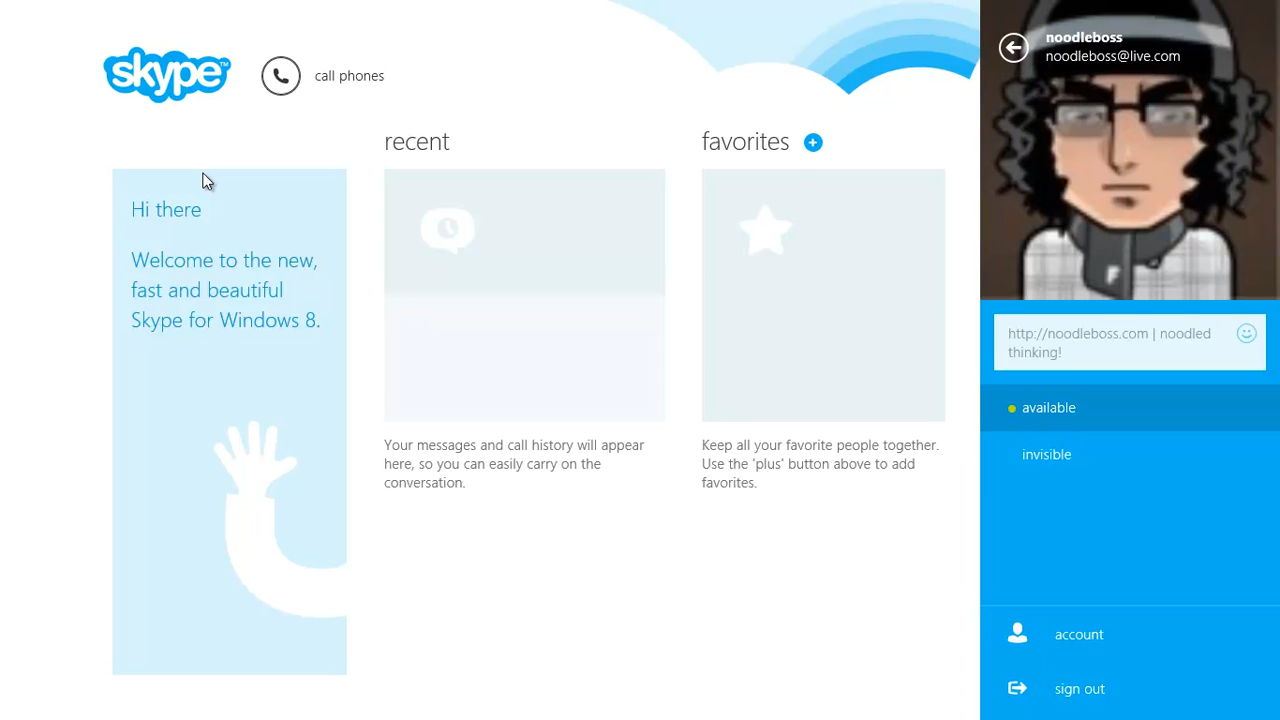 skype™
call phones
recent
favorites
Hi there
Welcome to the new,
fast and beautiful
Skype for Windows 8.
Your messages and call history will appear
here, so you can easily carry on the
conversation.
Keep all your favorite people together.
Use the 'plus' button above to add
favorites.
noodleboss
noodleboss@live.com
http://noodleboss.com | noodled
thinking!
available
invisible
account
sign out